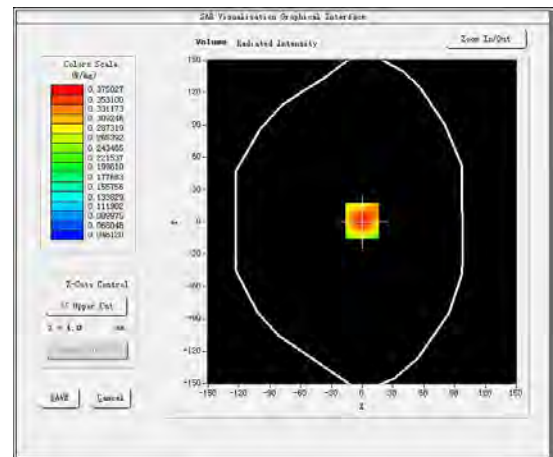 SAR Visualisation Graphical Interface
Volume Radiated Intensity
Zoom In/Out
Colors Scale
(W/kg)
0.375027
0.353100
0.331173
0.309246
0.287319
0.265392
0.243465
0.221537
0.199610
0.177683
0.155756
0.133829
0.111902
0.089975
0.068048
0.046121
Z-Cuts Control
Upper Cut
Z = 4.0 mm
SAVE
Cancel
150
120
90
60
30
0
-30
-60
-90
-120
-150
Y
-150 -120 -90 -60 -30 0 30 60 90 120 150
X